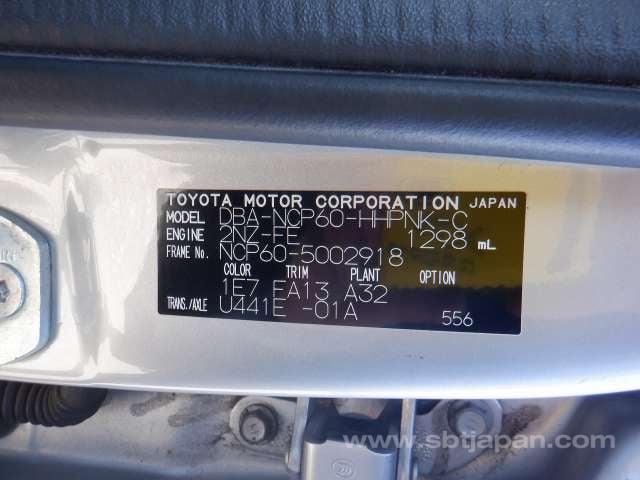 TOYOTA MOTOR CORPORATION JAPAN
MODEL DBA-NCP60-HHPNK-C
ENGINE 2NZ-FE 1298 mL
FRAME No. NCP60-5002918
COLOR TRIM PLANT OPTION
1E7 FA13 A32
TRANS./AXLE U441E -01A
556
www.sbtjapan.com